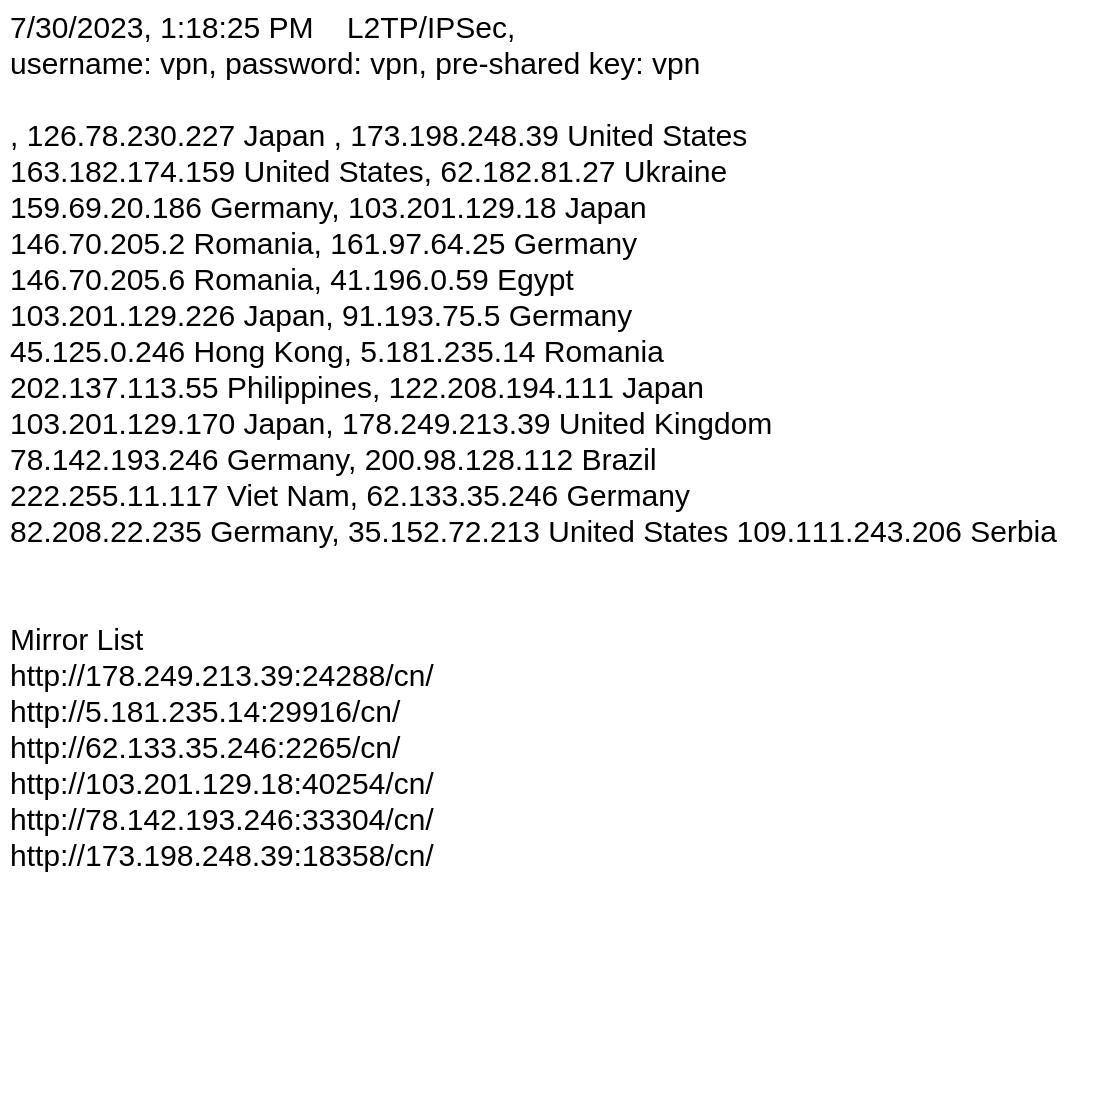 7/30/2023, 1:18:25 PM    L2TP/IPSec,
username: vpn, password: vpn, pre-shared key: vpn
, 126.78.230.227 Japan , 173.198.248.39 United States
163.182.174.159 United States, 62.182.81.27 Ukraine
159.69.20.186 Germany, 103.201.129.18 Japan
146.70.205.2 Romania, 161.97.64.25 Germany
146.70.205.6 Romania, 41.196.0.59 Egypt
103.201.129.226 Japan, 91.193.75.5 Germany
45.125.0.246 Hong Kong, 5.181.235.14 Romania
202.137.113.55 Philippines, 122.208.194.111 Japan
103.201.129.170 Japan, 178.249.213.39 United Kingdom
78.142.193.246 Germany, 200.98.128.112 Brazil
222.255.11.117 Viet Nam, 62.133.35.246 Germany
82.208.22.235 Germany, 35.152.72.213 United States 109.111.243.206 Serbia
Mirror List
http://178.249.213.39:24288/cn/
http://5.181.235.14:29916/cn/
http://62.133.35.246:2265/cn/
http://103.201.129.18:40254/cn/
http://78.142.193.246:33304/cn/
http://173.198.248.39:18358/cn/